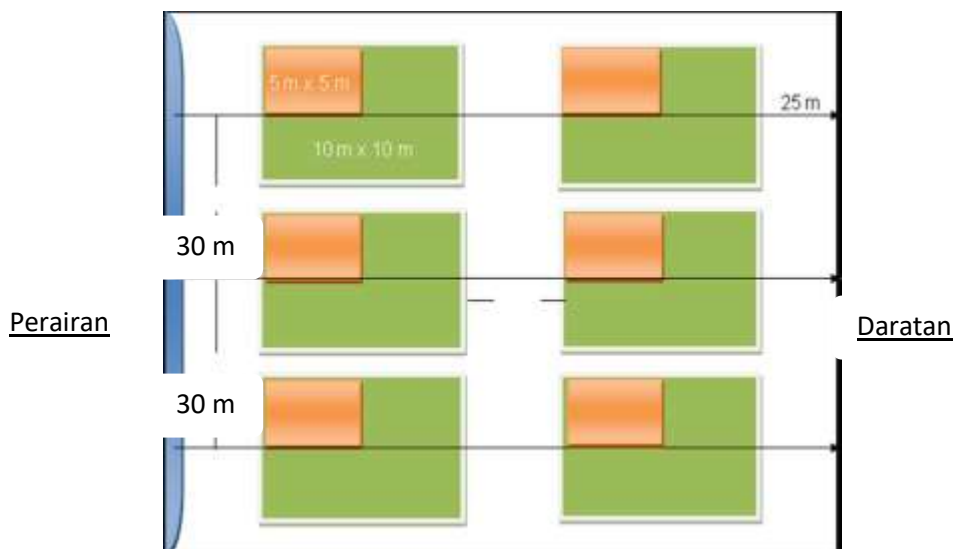 5 m x 5 m
25 m
10 m x 10 m
30 m
Perairan
Daratan
30 m